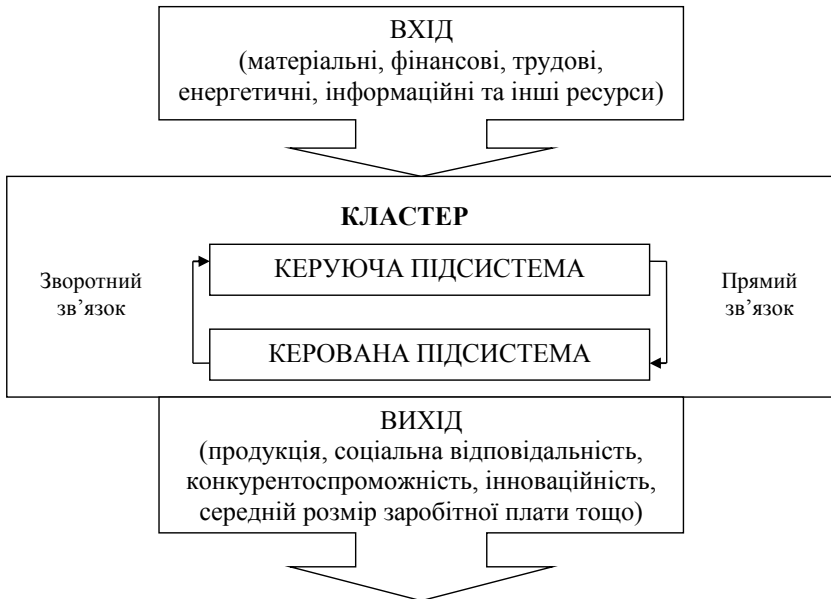 ВХІД
(матеріальні, фінансові, трудові,
енергетичні, інформаційні та інші ресурси)
КЛАСТЕР
КЕРУЮЧА ПІДСИСТЕМА
Зворотний
зв’язок
Прямий
зв’язок
КЕРОВАНА ПІДСИСТЕМА
ВИХІД
(продукція, соціальна відповідальність,
конкурентоспроможність, інноваційність,
середній розмір заробітної плати тощо)